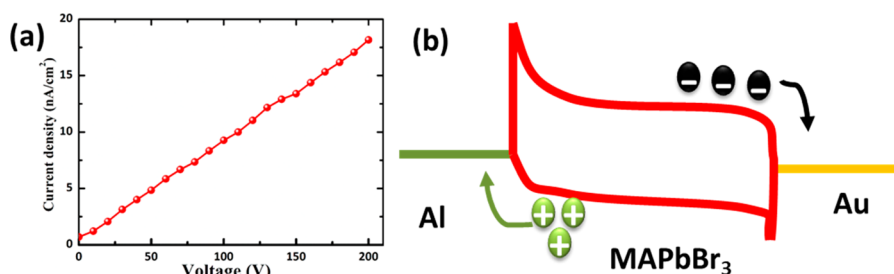 (a)
20
15
10
5
0
Current density (nA/cm²)
0 50 100 150 200
Voltage (V)
(b)
Al
Au
MAPbBr₃